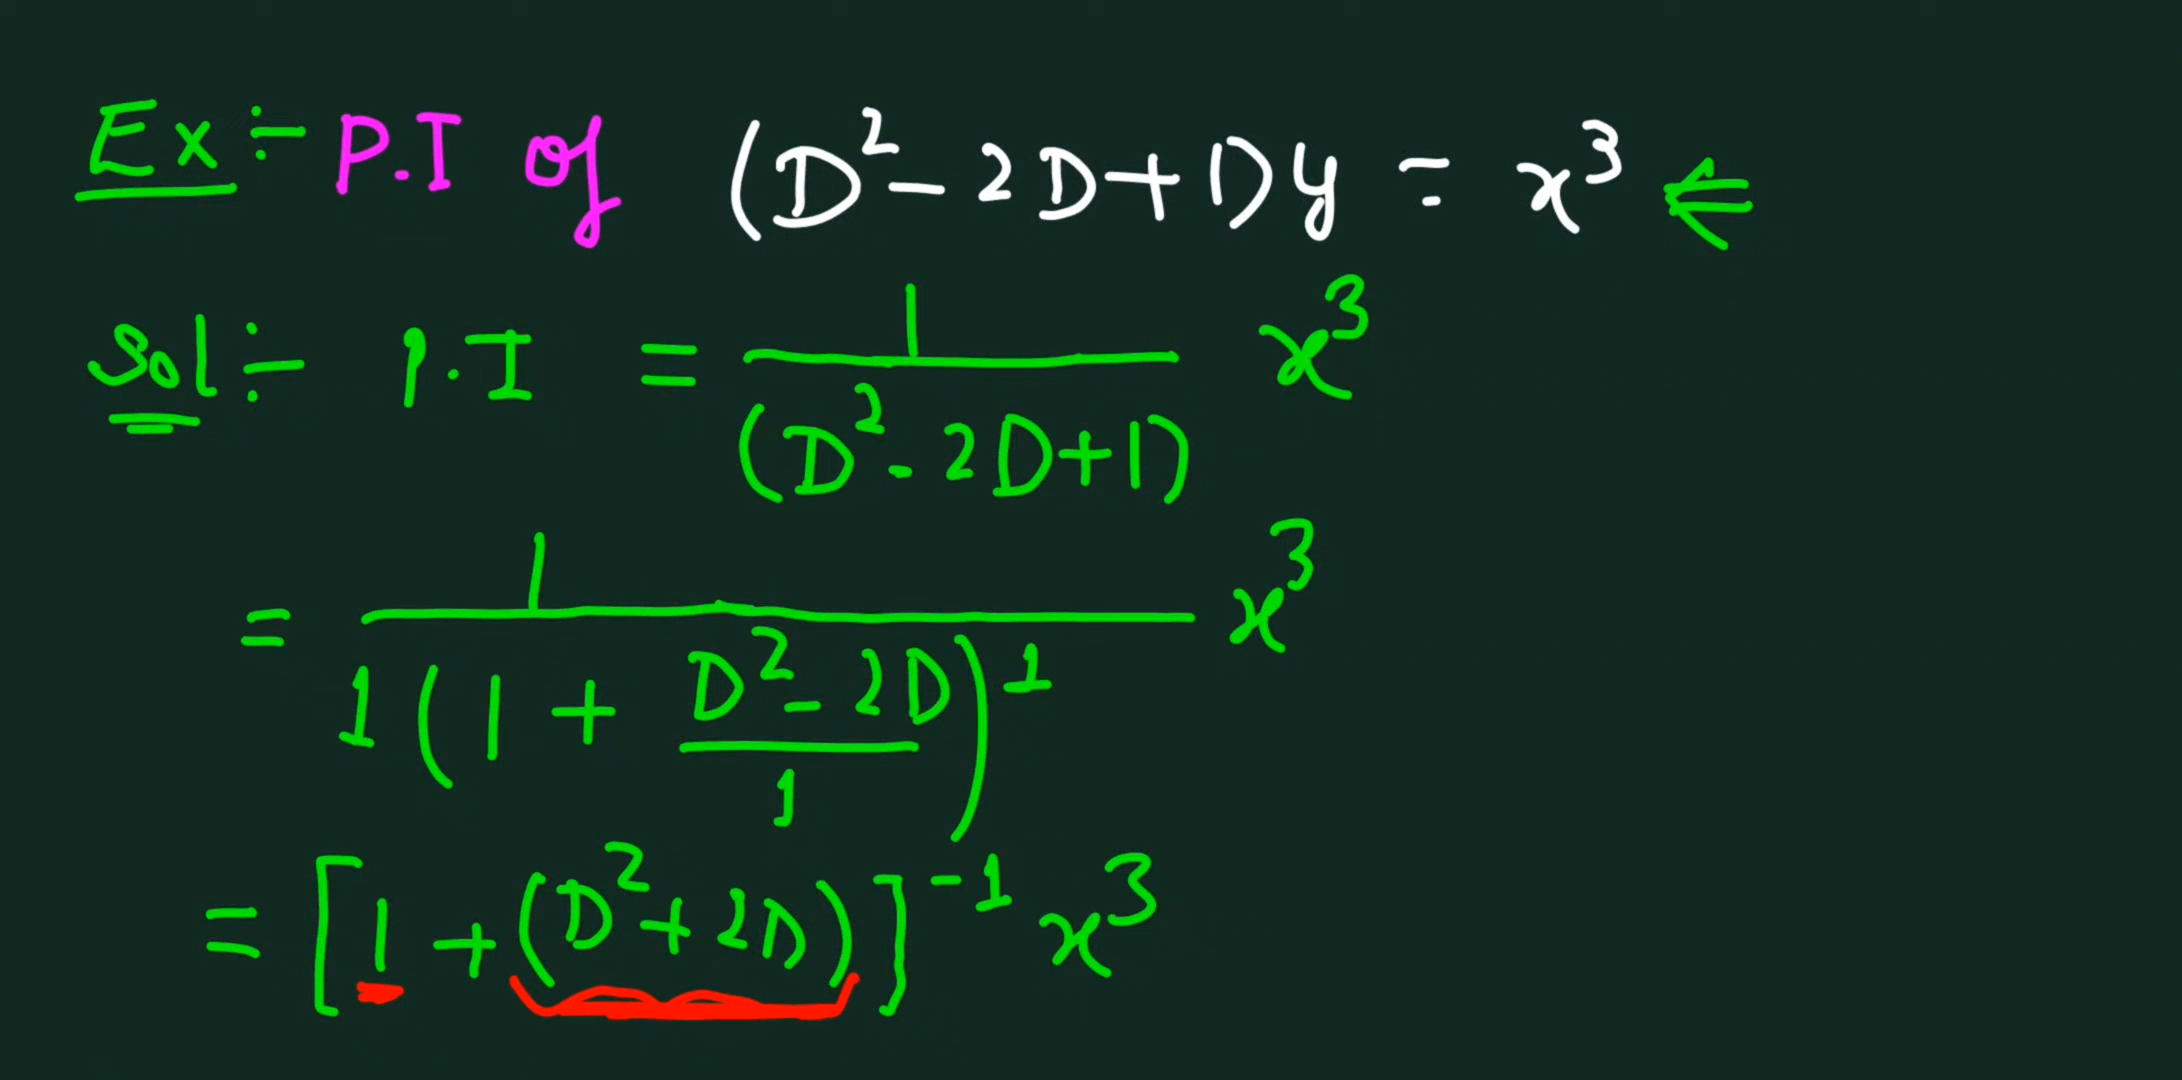 Ex:- P.I of (D²-2D+1)y = x³ ⇐
Sol:- P.I = 1/(D²-2D+1) x³
= 1/(1(1 + (D²-2D)/1)¹) x³
= [1+(D²+2D)]⁻¹ x³